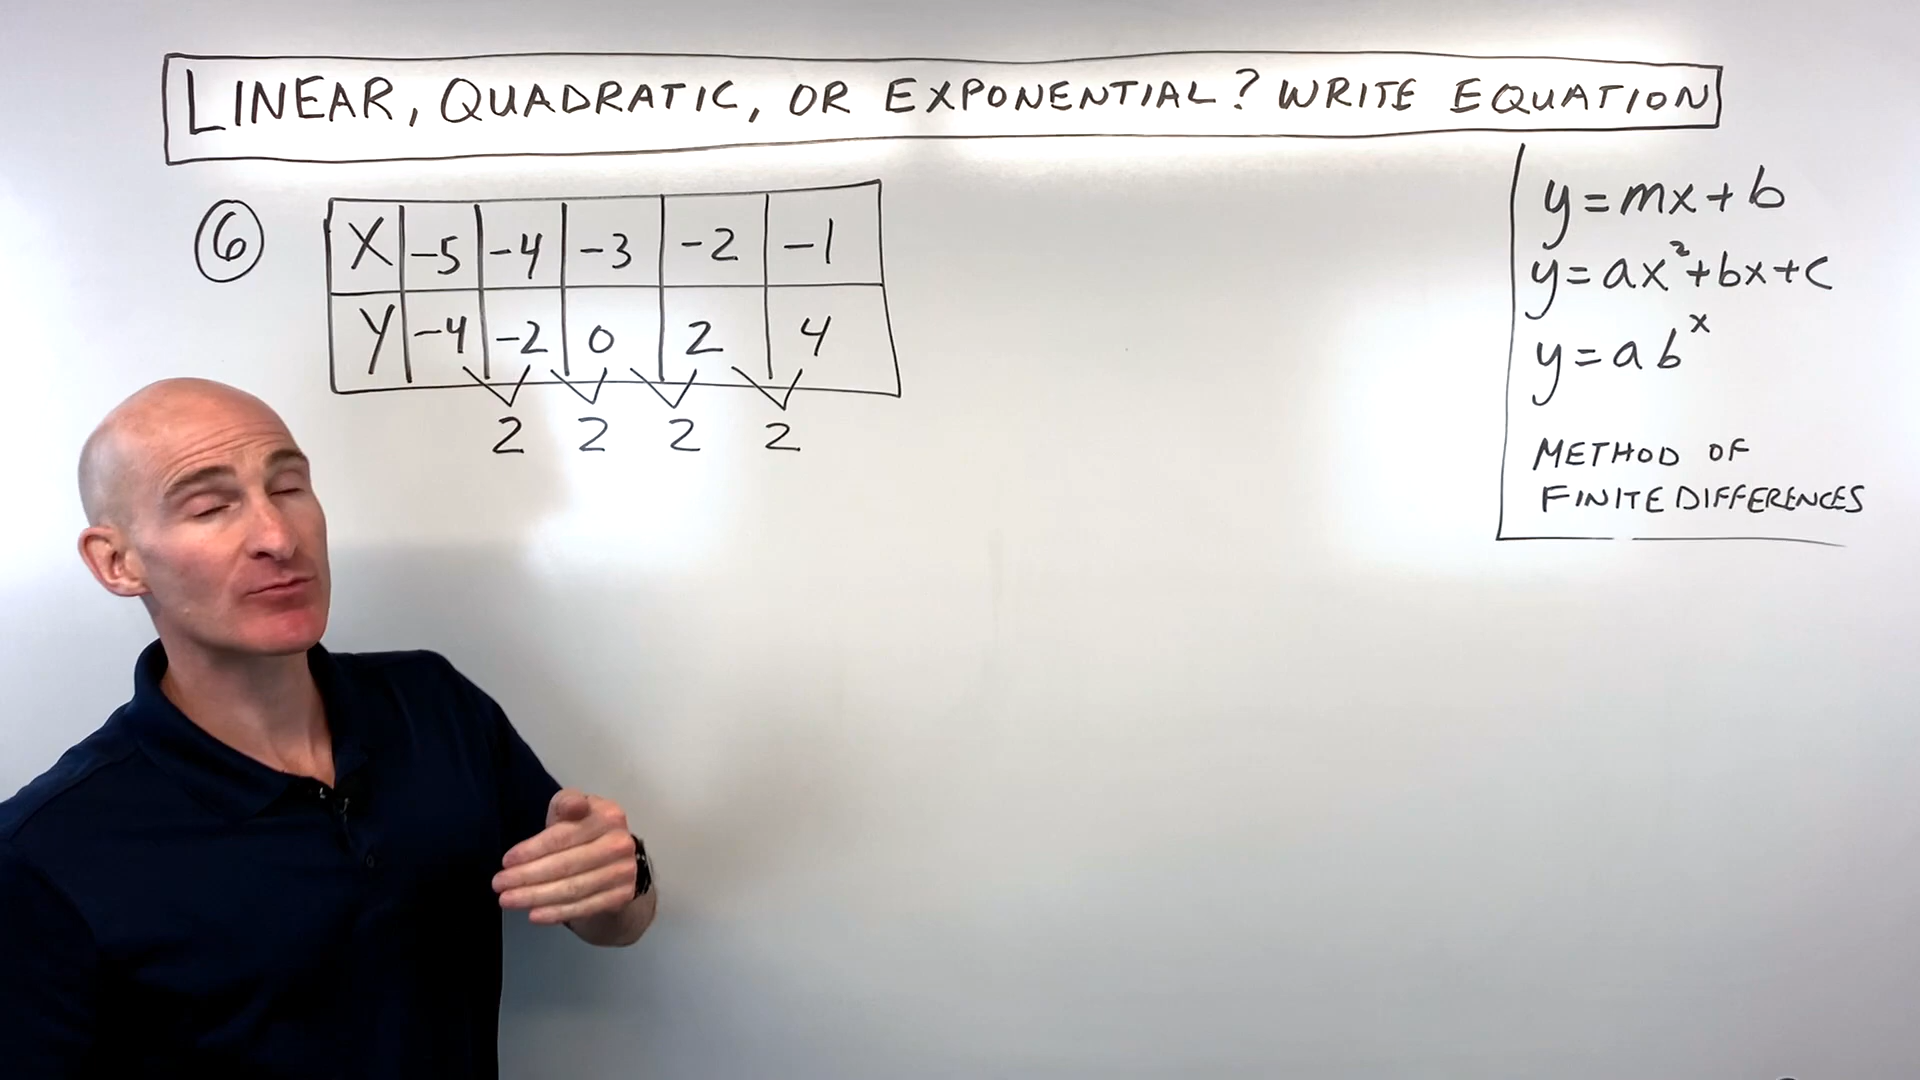 LINEAR, QUADRATIC, OR EXPONENTIAL? WRITE EQUATION
6
X -5 -4 -3 -2 -1
Y -4 -2 0 2 4
2 2 2 2
y=mx+b
y=ax²+bx+c
y=abˣ
METHOD OF
FINITE DIFFERENCES